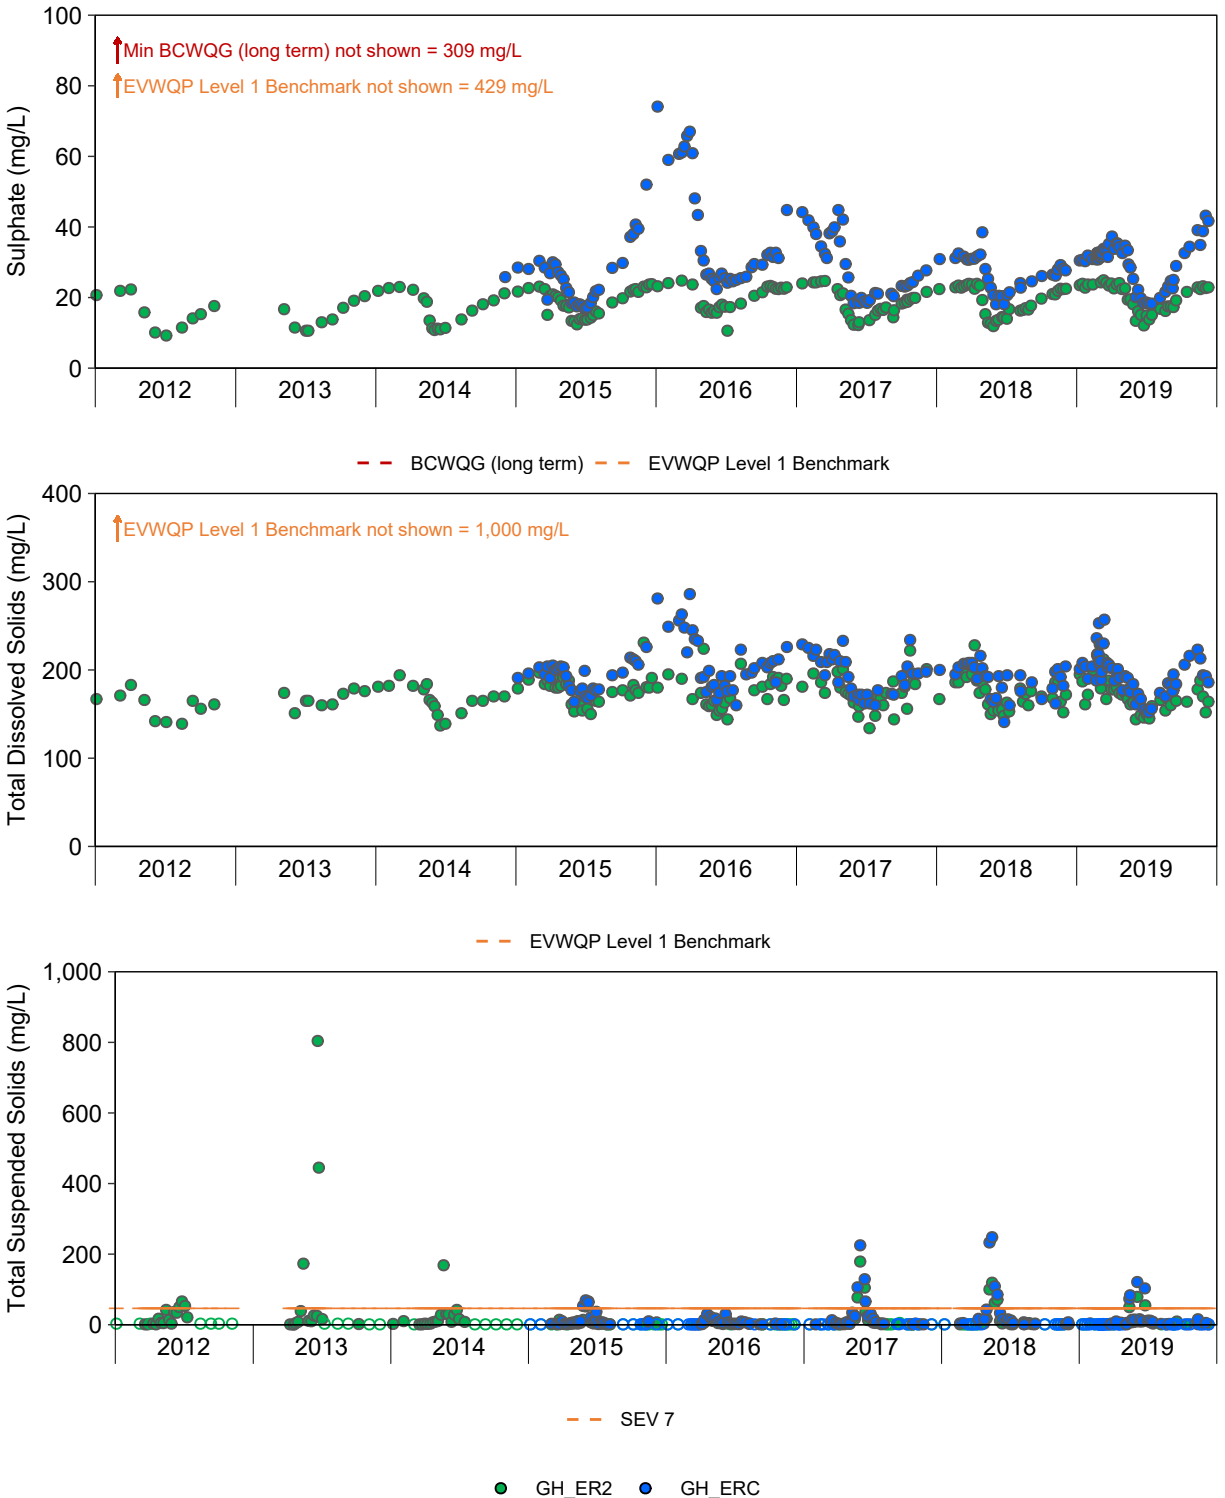 Sulphate (mg/L)
100
80
60
40
20
0
Min BCWQG (long term) not shown = 309 mg/L
EVWQP Level 1 Benchmark not shown = 429 mg/L
2012 2013 2014 2015 2016 2017 2018 2019
BCWQG (long term) EVWQP Level 1 Benchmark
Total Dissolved Solids (mg/L)
400
300
200
100
0
EVWQP Level 1 Benchmark not shown = 1,000 mg/L
2012 2013 2014 2015 2016 2017 2018 2019
EVWQP Level 1 Benchmark
Total Suspended Solids (mg/L)
1,000
800
600
400
200
0
2012 2013 2014 2015 2016 2017 2018 2019
SEV 7
GH_ER2 GH_ERC